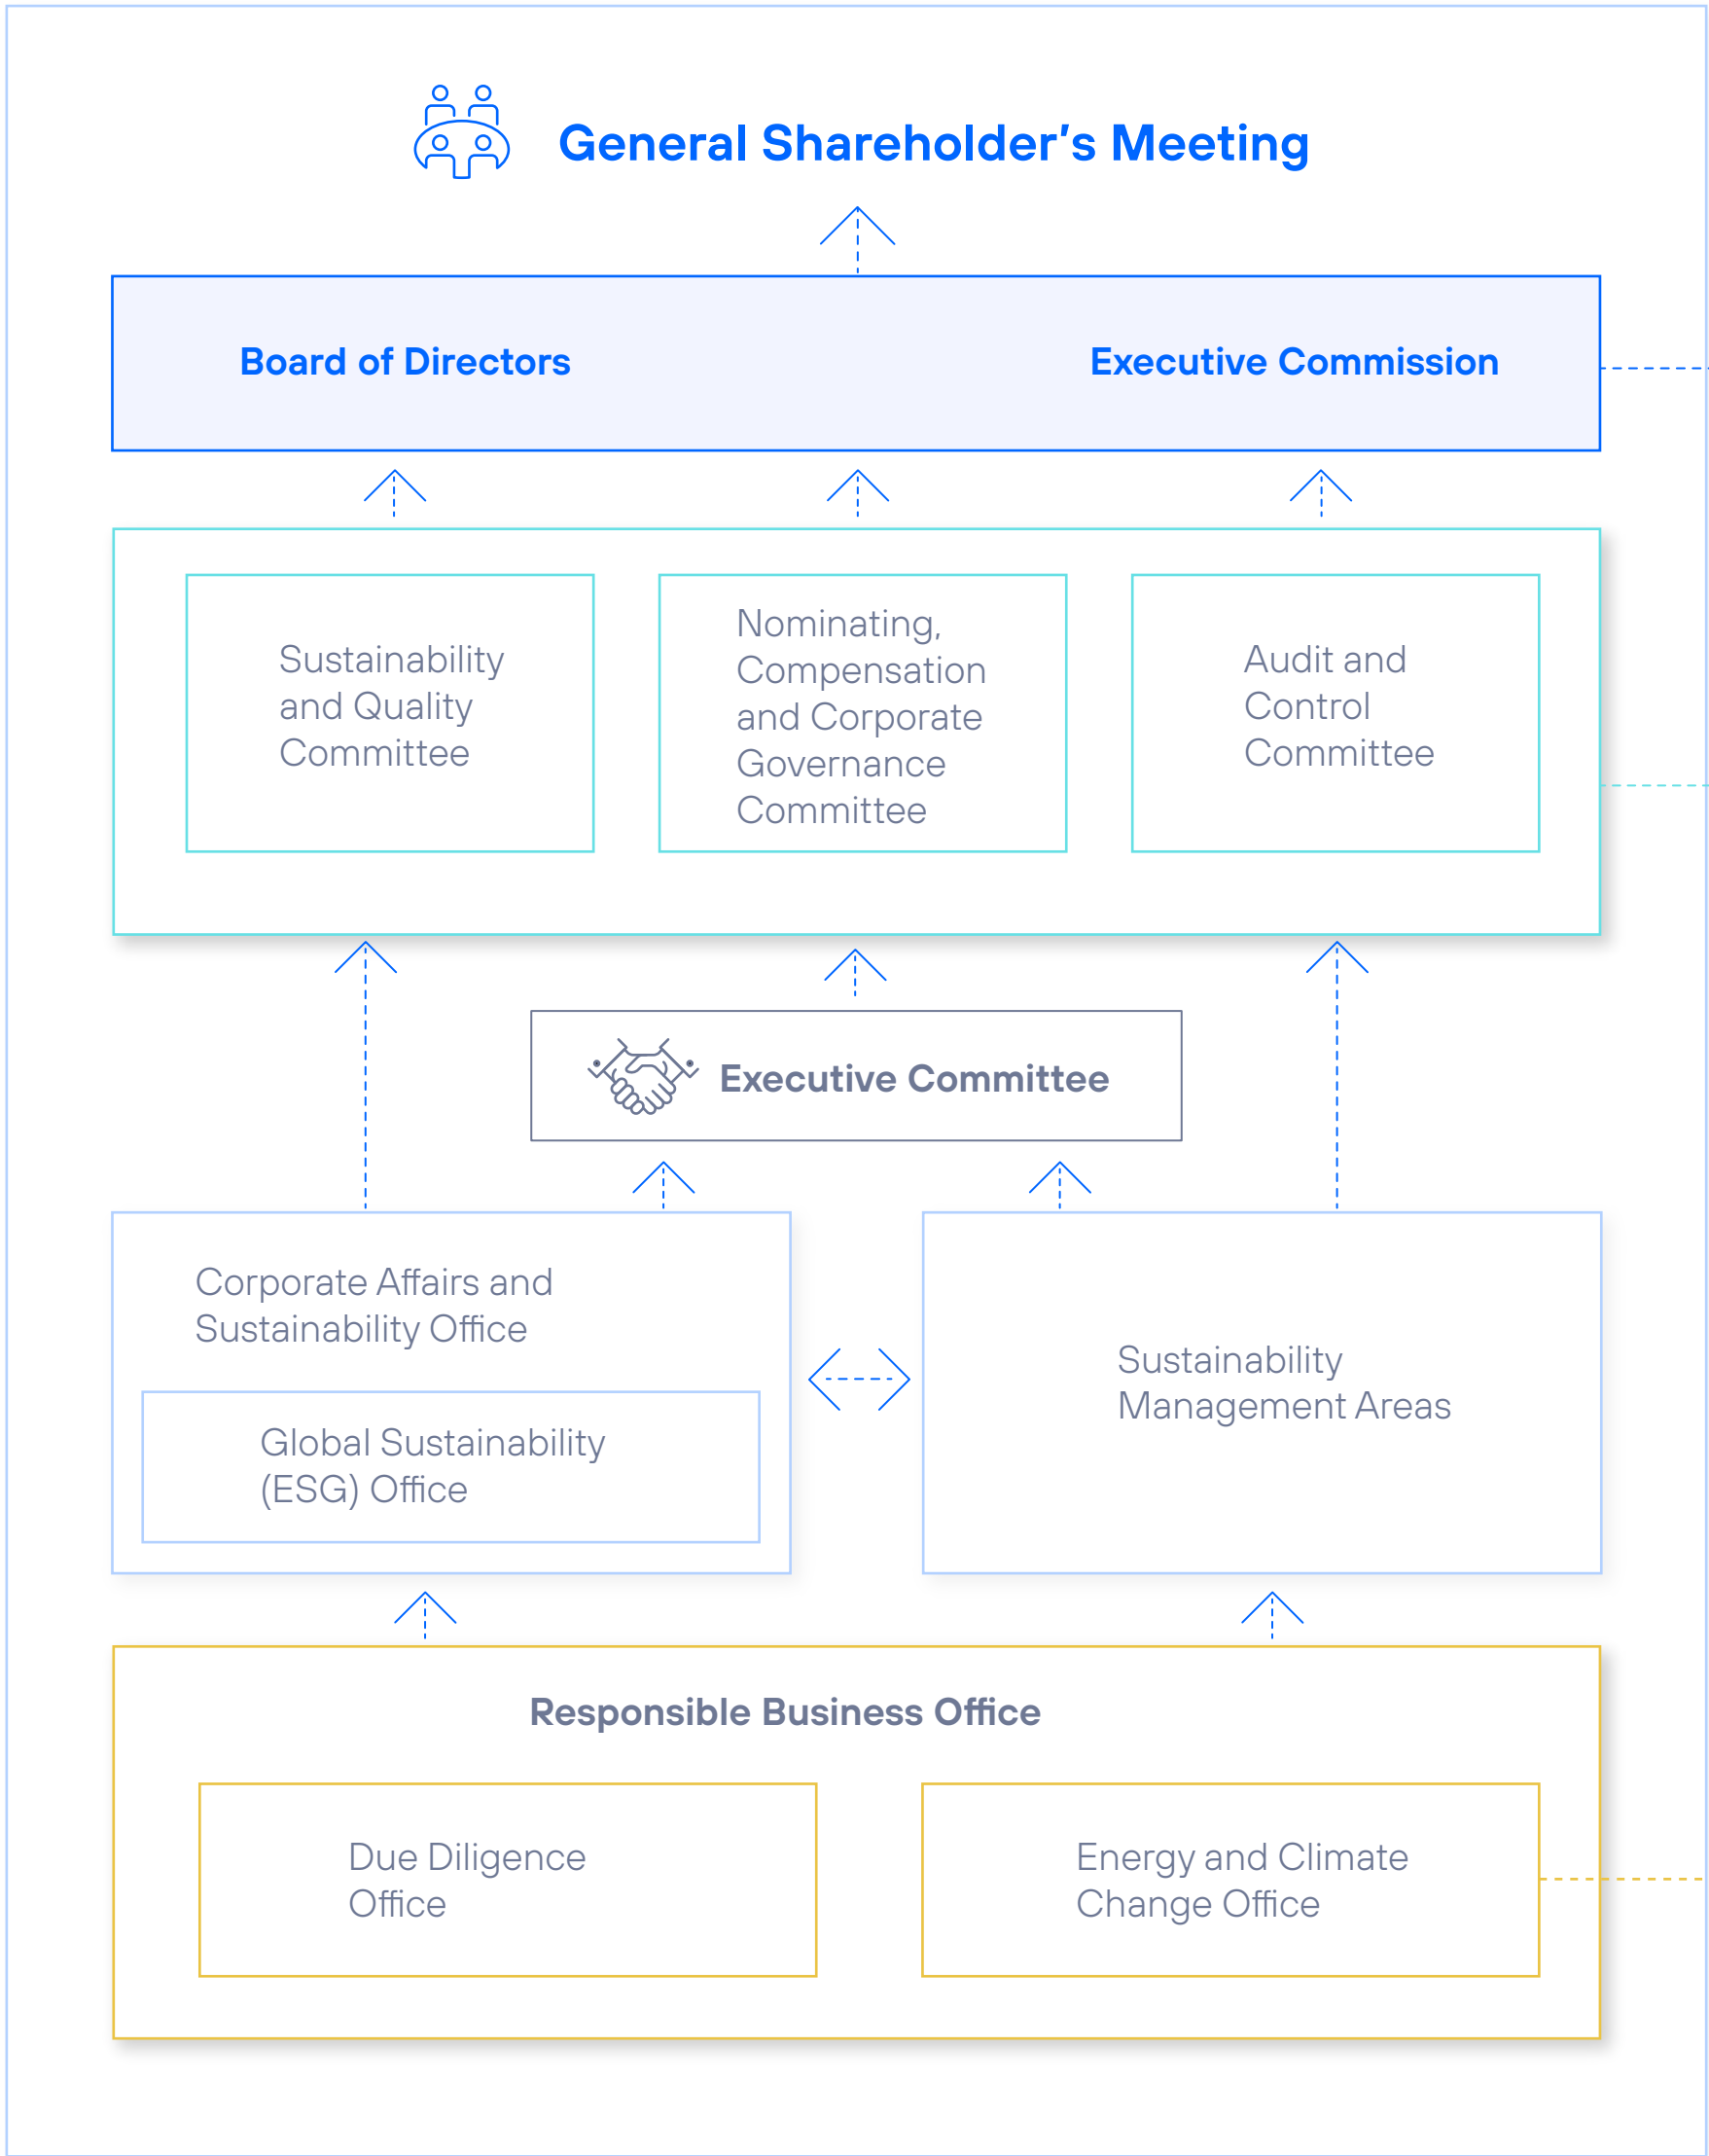 General Shareholder’s Meeting
Board of Directors
Executive Commission
Sustainability
and Quality
Committee
Nominating,
Compensation
and Corporate
Governance
Committee
Audit and
Control
Committee
Executive Committee
Corporate Affairs and
Sustainability Office
Global Sustainability
(ESG) Office
Sustainability
Management Areas
Responsible Business Office
Due Diligence
Office
Energy and Climate
Change Office